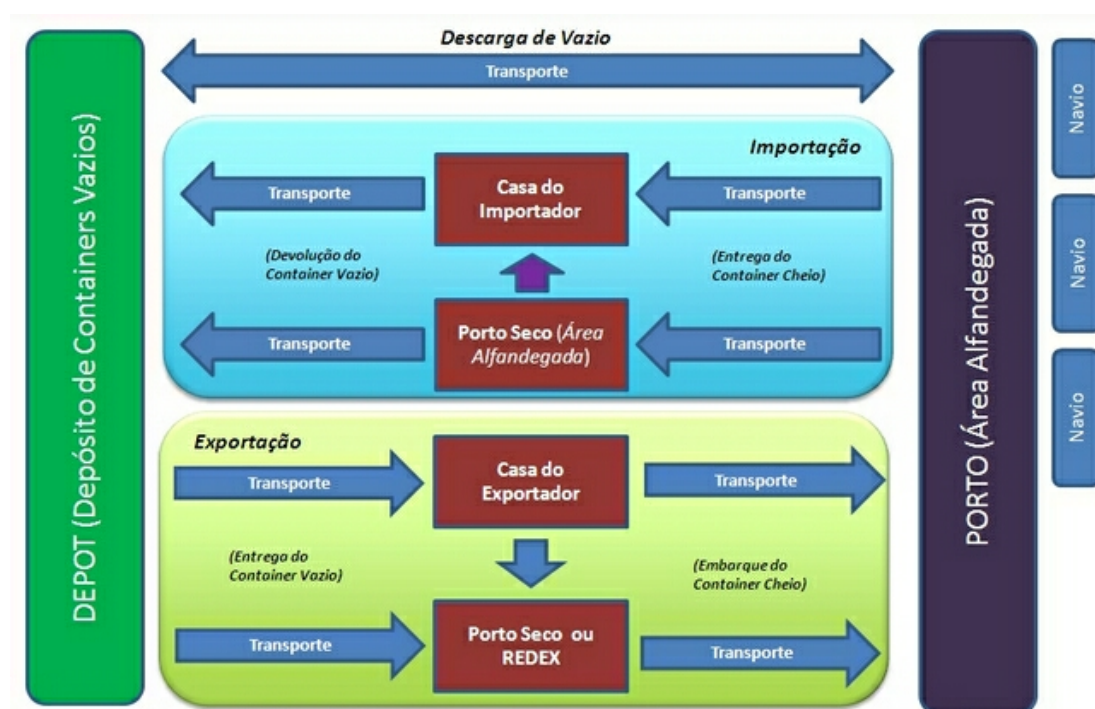 DEPOT (Depósito de Containers Vazios)
Descarga de Vazio
Transporte
Importação
Transporte
Casa do
Importador
Transporte
(Devolução do
Container Vazio)
(Entrega do
Container Cheio)
Transporte
Porto Seco (Área
Alfandegada)
Transporte
Exportação
Transporte
Casa do
Exportador
Transporte
(Entrega do
Container Vazio)
(Embarque do
Container Cheio)
Transporte
Porto Seco ou
REDEX
Transporte
PORTO (Área Alfandegada)
Navio
Navio
Navio